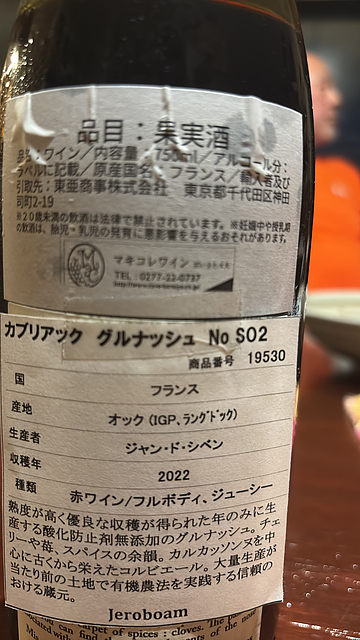 品目：果実酒
品名：ワイン／内容量：750ml／アルコール分：
ラベルに記載／原産国名：フランス／輸入者及び
引取先：東亜商事株式会社　東京都千代田区神田
司町2-19
※20歳未満の飲酒は法律で禁止されています。※妊娠中や授乳期
の飲酒は、胎児・乳児の発育に悪影響を与えるおそれがあります。
マキコレワイン
TEL：0277-22-0737
カブリアック　グルナッシュ　No SO2
商品番号　19530
国　フランス
産地　オック（IGP、ラングドック）
生産者　ジャン・ド・シベン
収穫年　2022
種類　赤ワイン/フルボディ、ジューシー
熟度が高く優良な収穫が得られた年のみに生
産する酸化防止剤無添加のグルナッシュ。チェ
リーや苺、スパイスの余韻。カルカッソンヌを中
心に古くから栄えたコルビエール。大量生産が
当たり前の土地で有機農法を実践する信頼の
おける蔵元。
Jeroboam
carpet of spices : cloves. The
you can find
of the